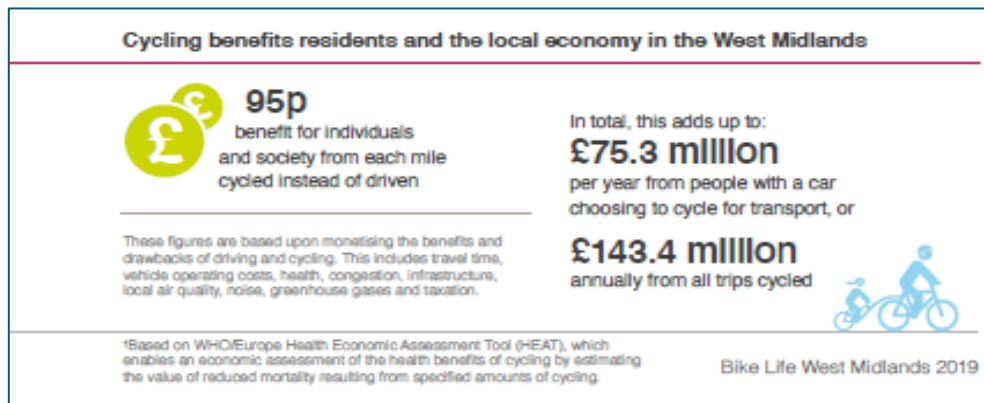 Cycling benefits residents and the local economy in the West Midlands
£
£
95p
benefit for individuals
and society from each mile
cycled instead of driven
These figures are based upon monetising the benefits and
drawbacks of driving and cycling. This includes travel time,
vehicle operating costs, health, congestion, infrastructure,
local air quality, noise, greenhouse gases and taxation.
In total, this adds up to:
£75.3 million
per year from people with a car
choosing to cycle for transport, or
£143.4 million
annually from all trips cycled
†Based on WHO/Europe Health Economic Assessment Tool (HEAT), which
enables an economic assessment of the health benefits of cycling by estimating
the value of reduced mortality resulting from specified amounts of cycling.
Bike Life West Midlands 2019